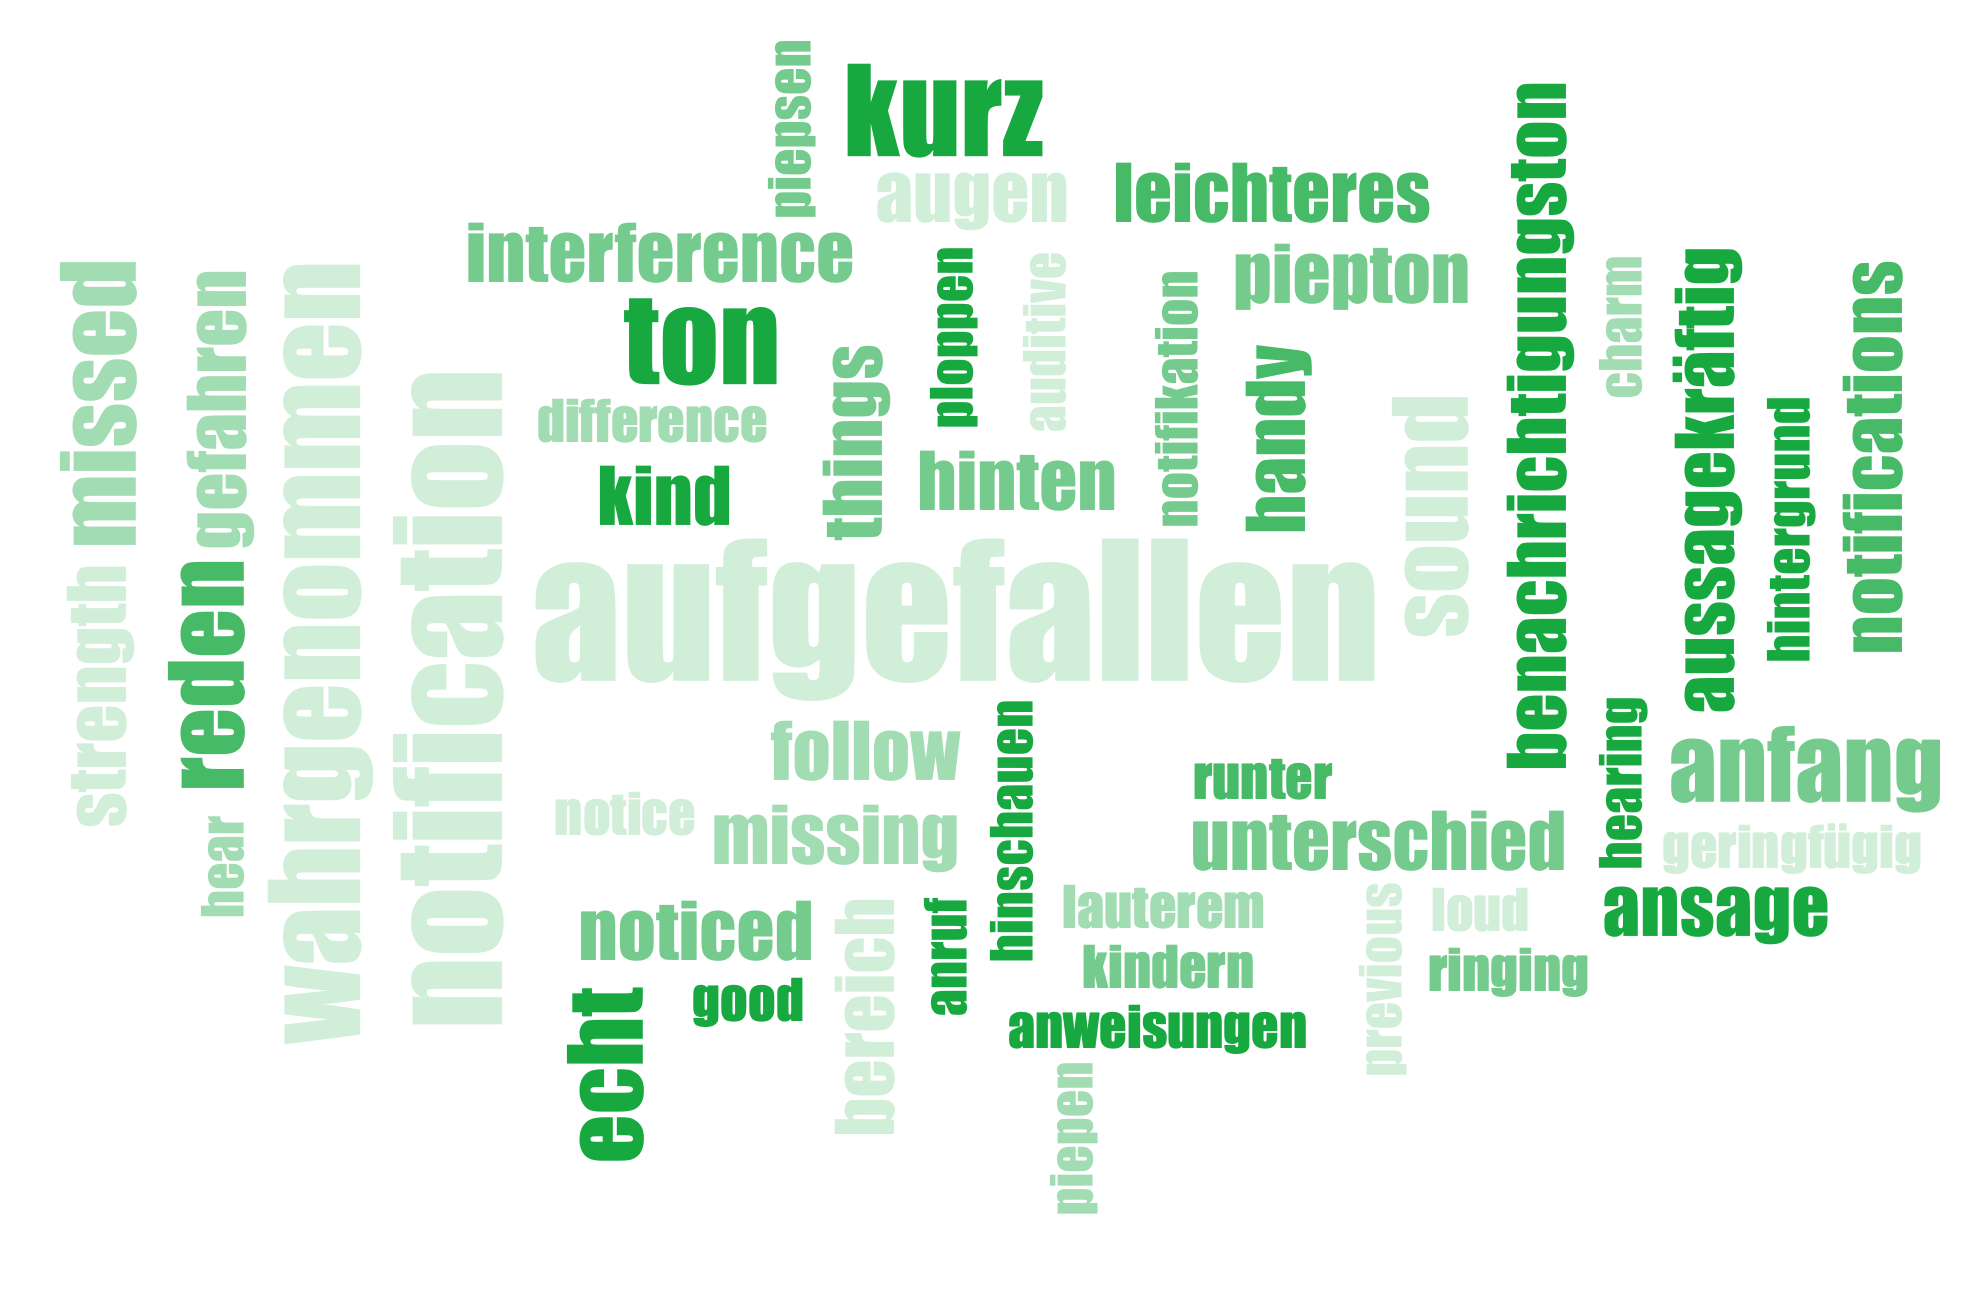 piepsen
kurz
augen
leichteres
interference
piepton
ton
ploppen
auditive
notifikation
benachrichtigungston
charm
aussagekräftig
notifications
missed
gefahren
wahrgenommen
notification
difference
things
handy
sound
hintergrund
kind
hinten
aufgefallen
strength
reden
follow
hinschauen
runter
hearing
anfang
notice
missing
unterschied
geringfügig
hear
noticed
bereich
anruf
lauterem
previous
loud
ansage
kindern
ringing
echt
good
anweisungen
piepen